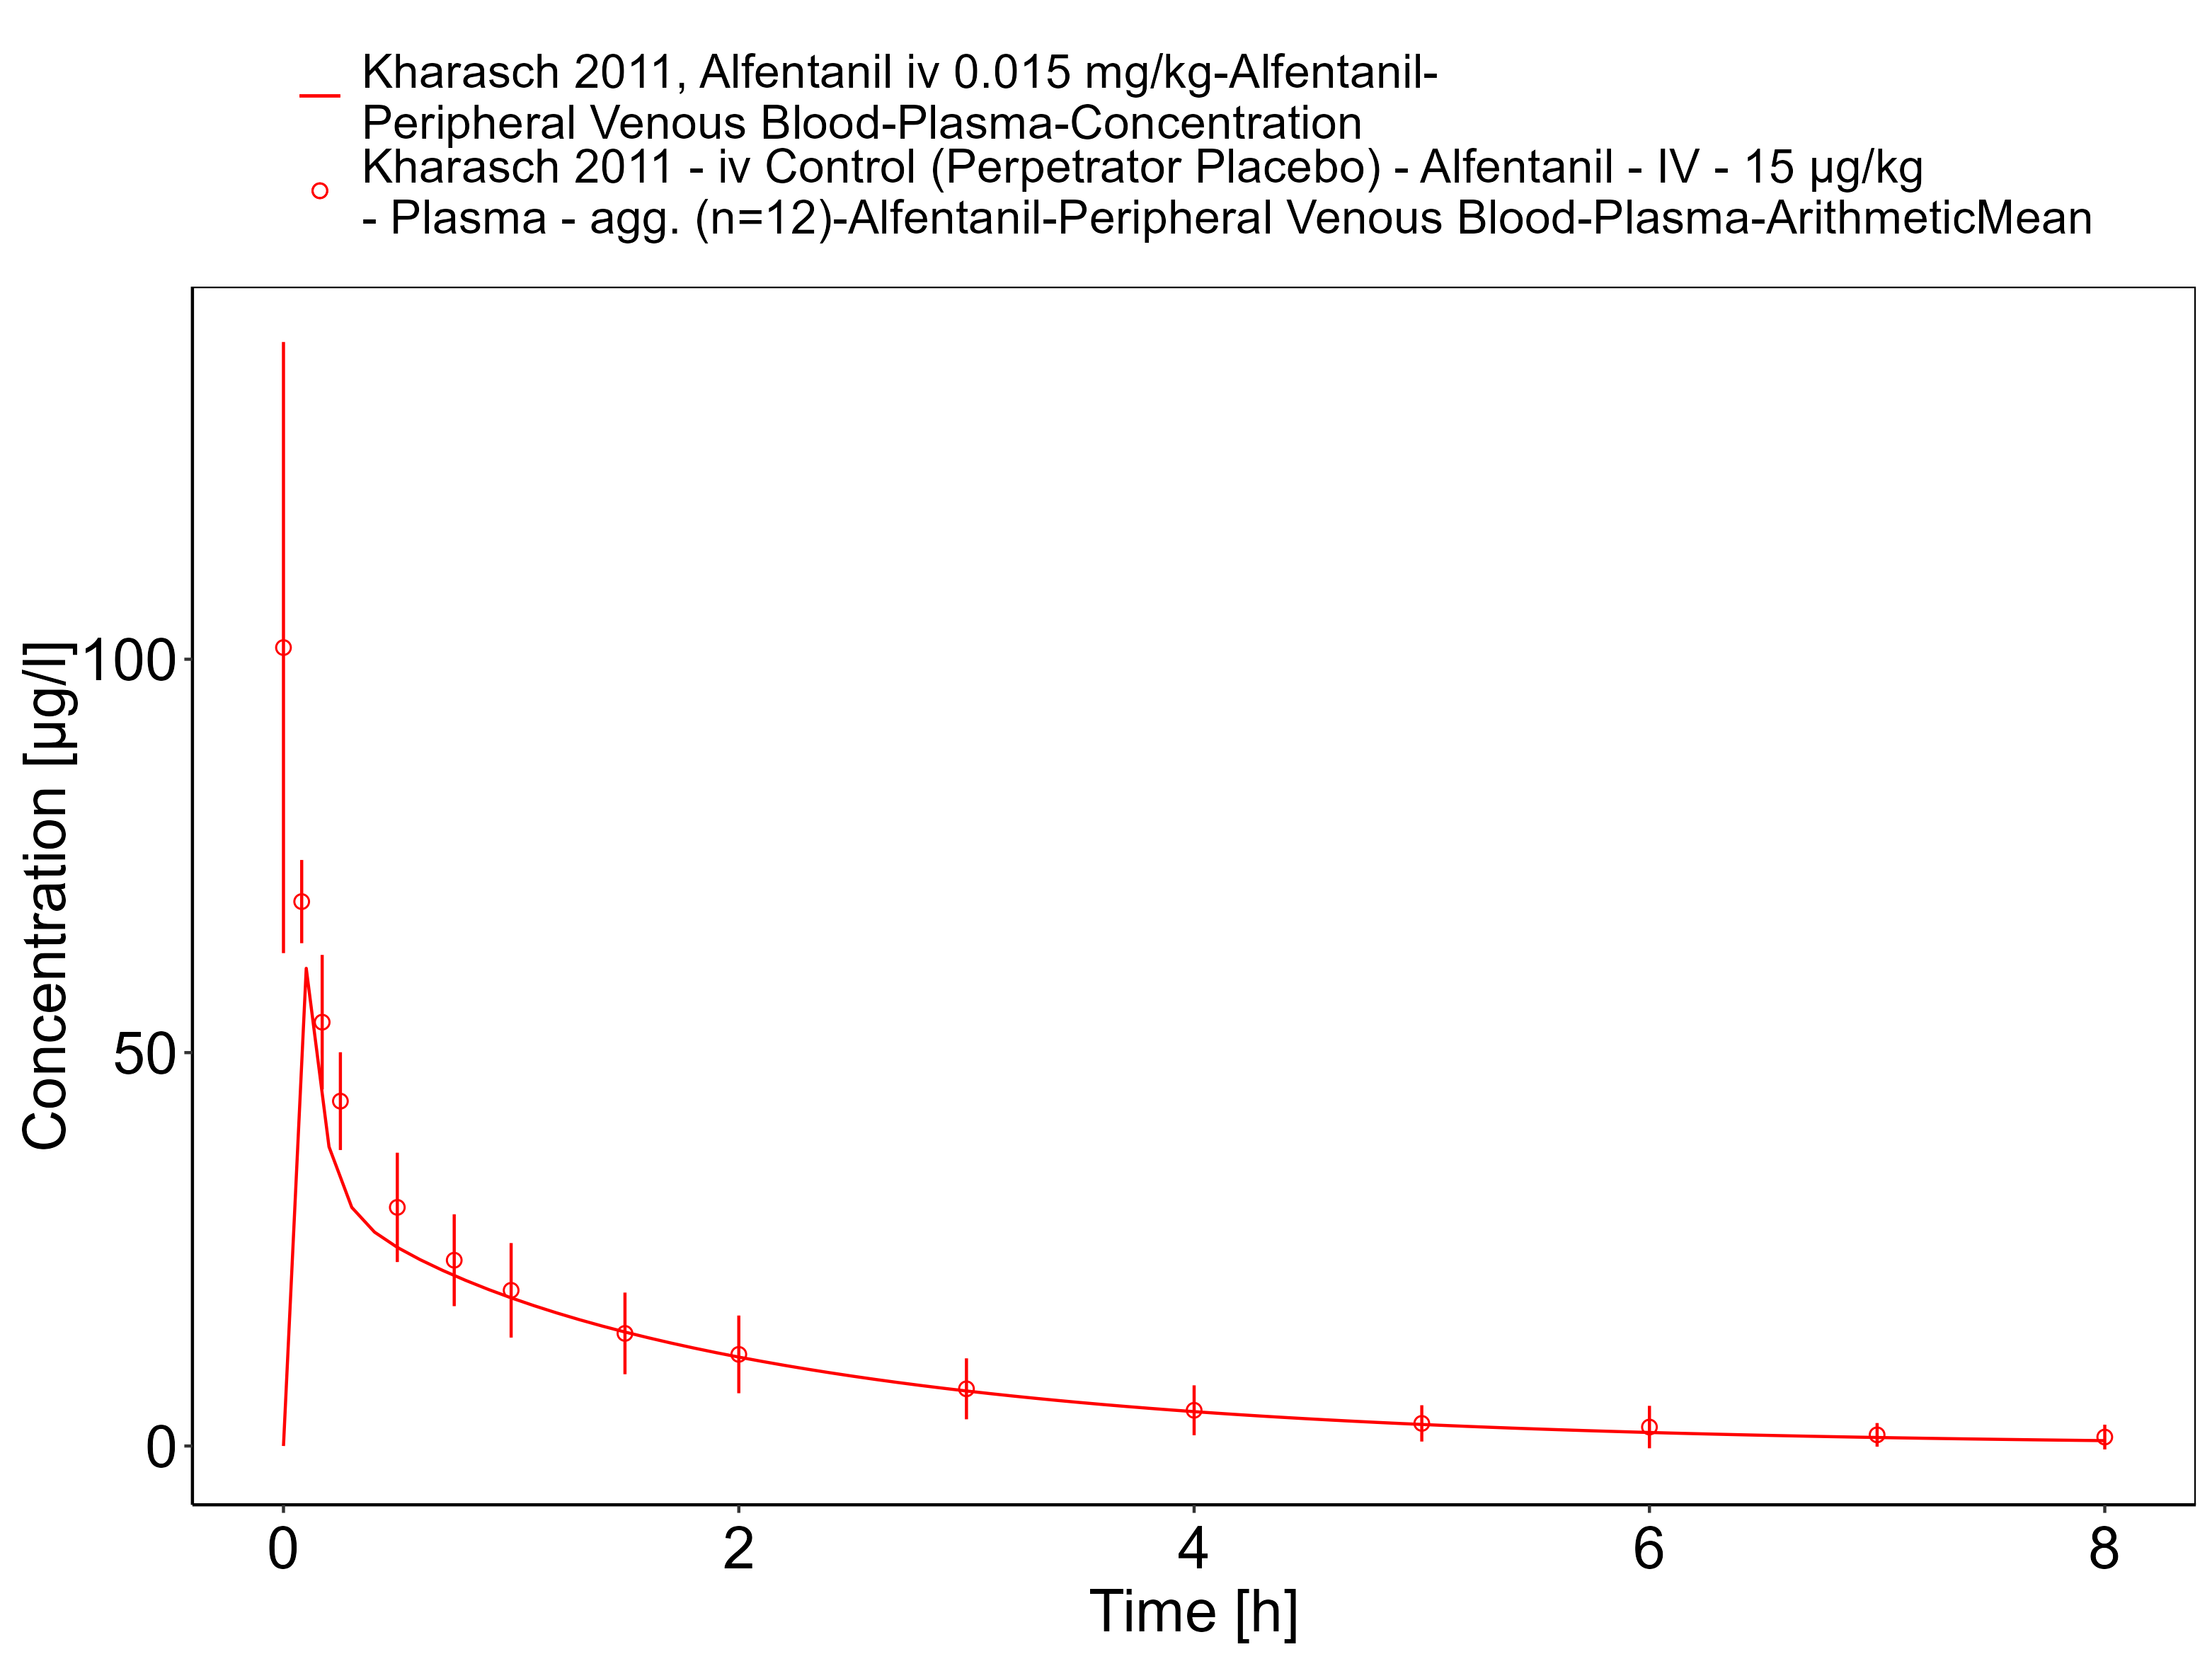 Kharasch 2011, Alfentanil iv 0.015 mg/kg-Alfentanil-
Peripheral Venous Blood-Plasma-Concentration
Kharasch 2011 - iv Control (Perpetrator Placebo) - Alfentanil - IV - 15 µg/kg
- Plasma - agg. (n=12)-Alfentanil-Peripheral Venous Blood-Plasma-ArithmeticMean
Concentration [µg/l]
100
50
0
0 2 4 6 8
Time [h]